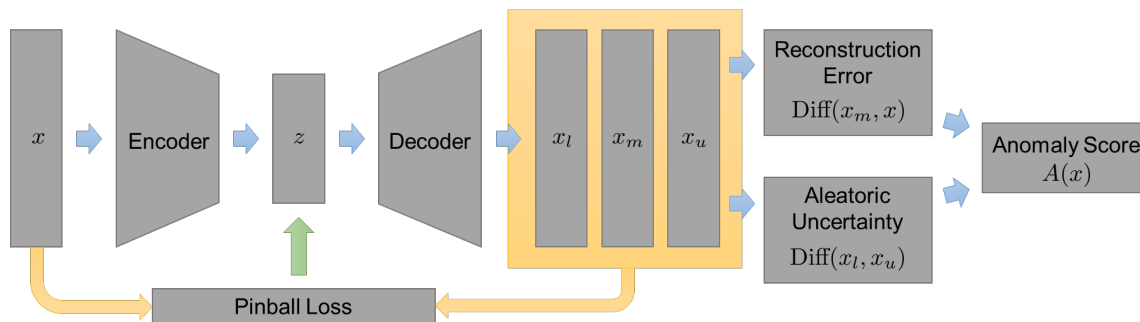 x
Encoder
z
Decoder
x_l
x_m
x_u
Reconstruction
Error
Diff(x_m, x)
Aleatoric
Uncertainty
Diff(x_l, x_u)
Anomaly Score
A(x)
Pinball Loss